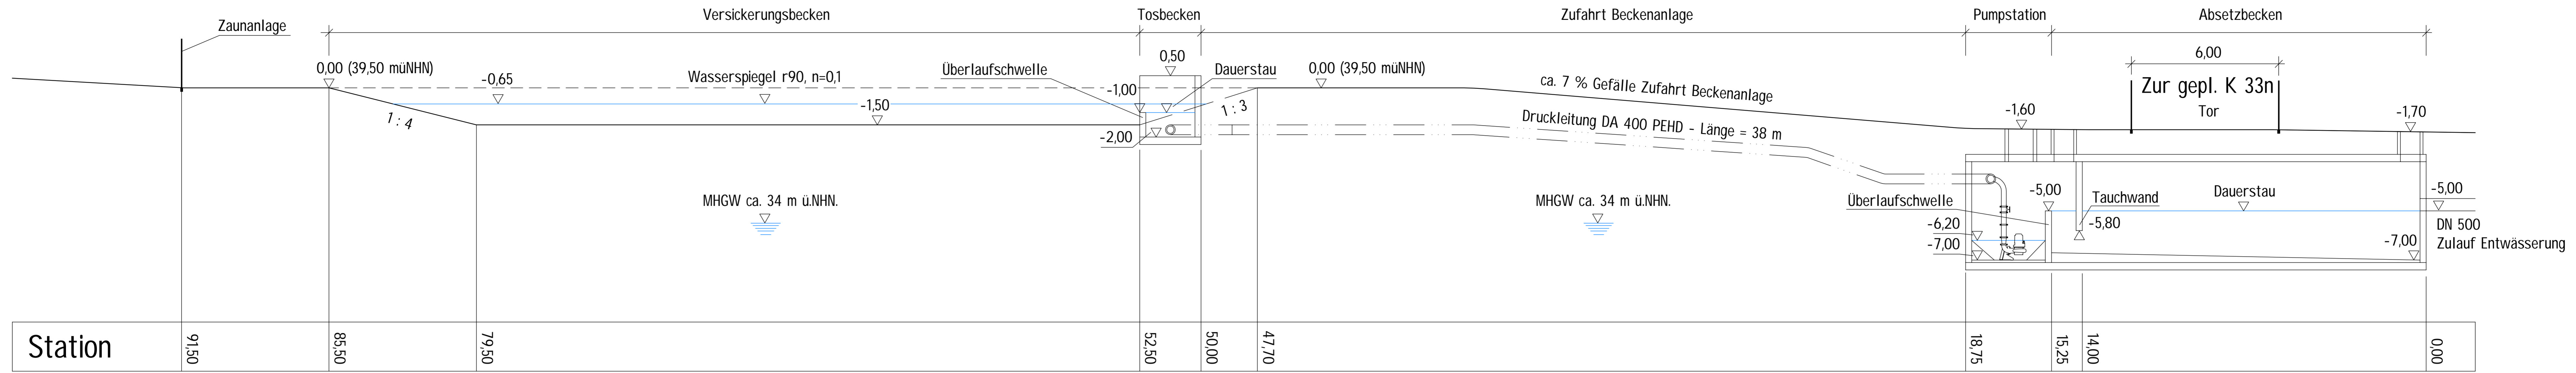 Versickerungsbecken
Tosbecken
Zufahrt Beckenanlage
Pumpstation
Absetzbecken
Zaunanlage
0,00 (39,50 müNHN)
-0,65
Wasserspiegel r90, n=0,1
-1,50
1 : 4
Überlaufschwelle
0,50
Dauerstau
-1,00
-2,00
1 : 3
0,00 (39,50 müNHN)
ca. 7 % Gefälle Zufahrt Beckenanlage
Druckleitung DA 400 PEHD - Länge = 38 m
6,00
Zur gepl. K 33n
Tor
-1,60
-1,70
MHGW ca. 34 m ü.NHN.
MHGW ca. 34 m ü.NHN.
Überlaufschwelle
-5,00
Tauchwand
-5,80
Dauerstau
-5,00
-6,20
-7,00
-7,00
DN 500
Zulauf Entwässerung
Station
91,50
85,50
79,50
52,50
50,00
47,70
18,75
15,25
14,00
0,00